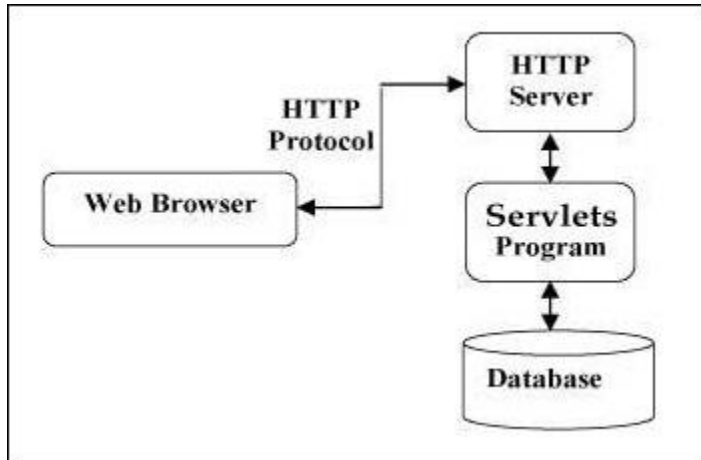 HTTP
Server
HTTP
Protocol
Web Browser
Servlets
Program
Database